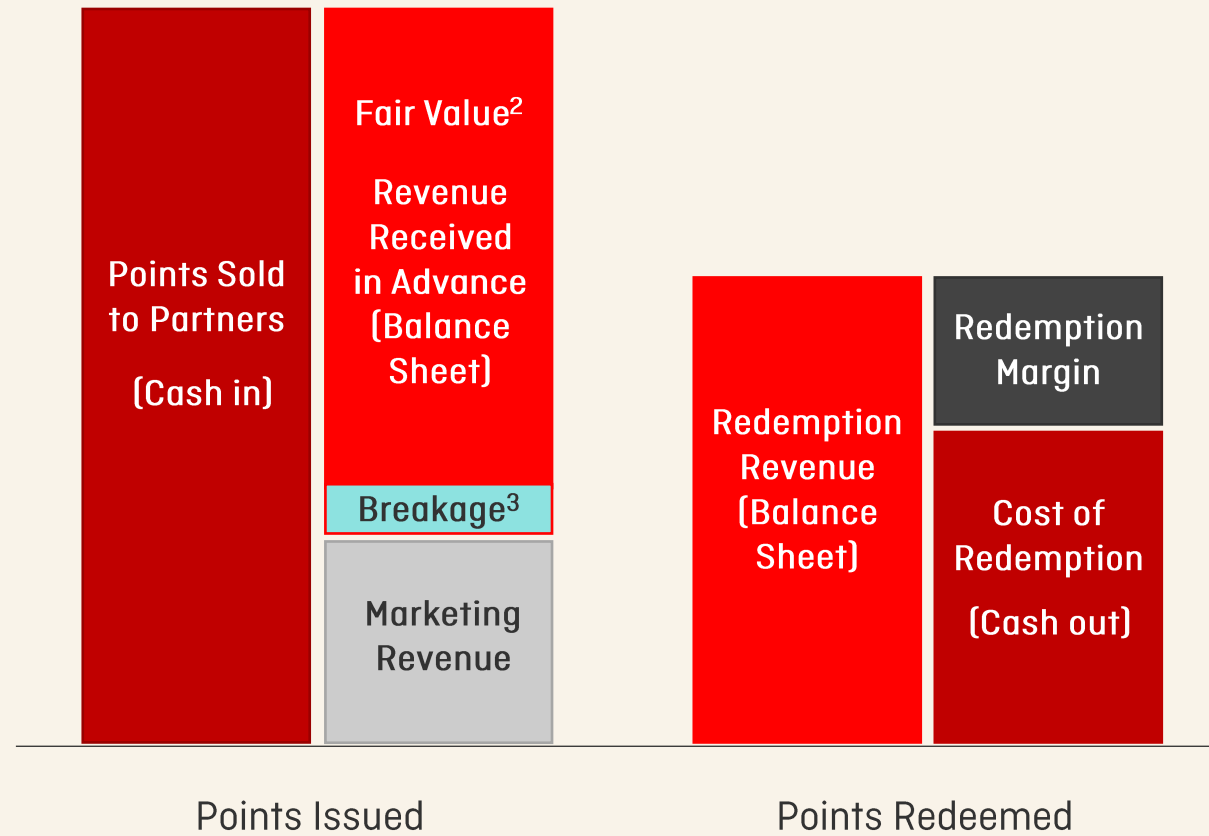 Points Sold
to Partners
(Cash in)
Fair Value²
Revenue
Received
in Advance
(Balance
Sheet)
Breakage³
Marketing
Revenue
Redemption
Revenue
(Balance
Sheet)
Redemption
Margin
Cost of
Redemption
(Cash out)
Points Issued
Points Redeemed